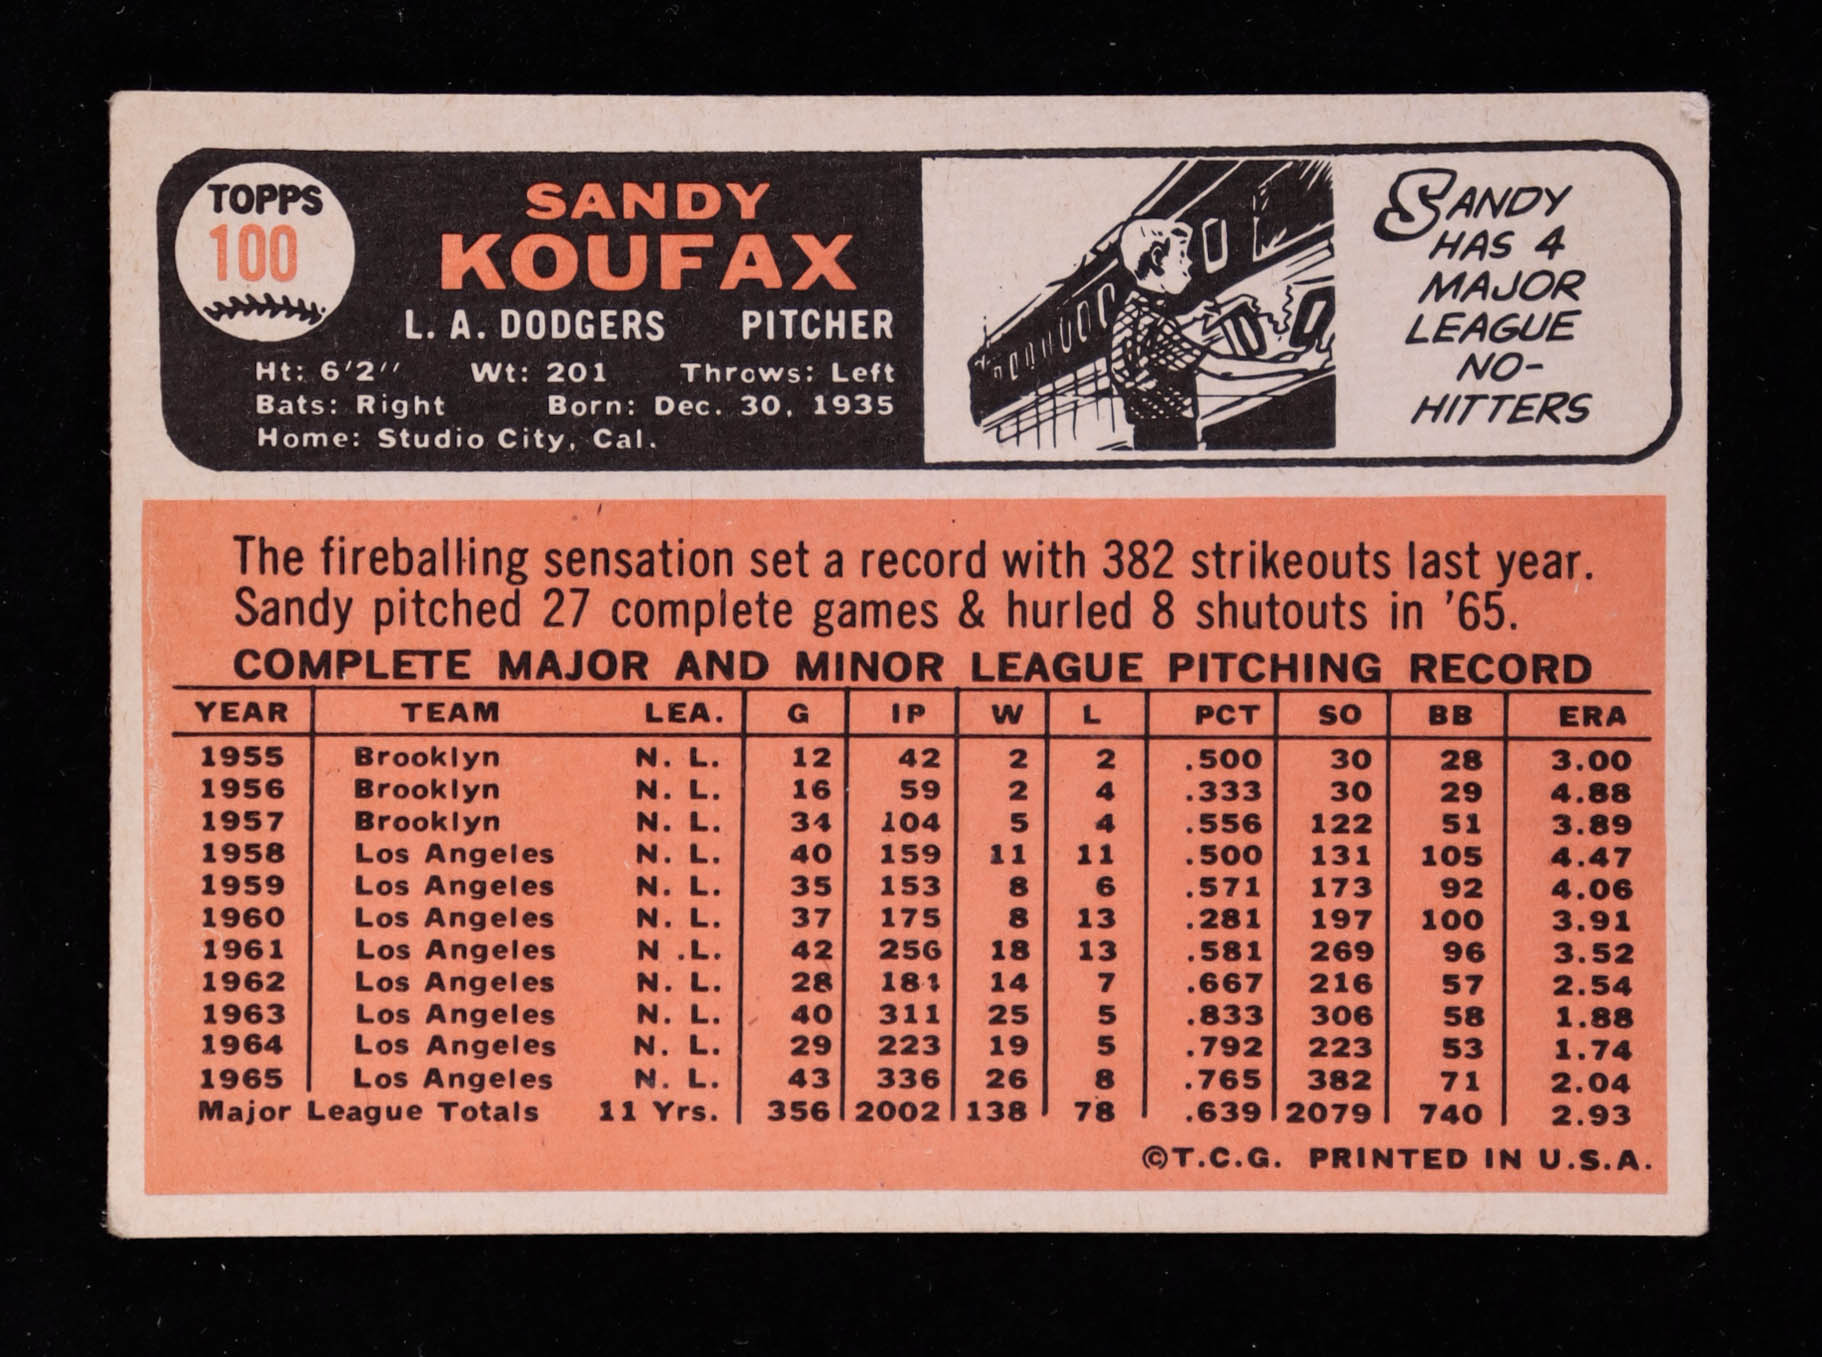 TOPPS
100
SANDY
KOUFAX
L. A. DODGERS PITCHER
Ht: 6'2'' Wt: 201 Throws: Left
Bats: Right Born: Dec. 30, 1935
Home: Studio City, Cal.
SANDY
HAS 4
MAJOR
LEAGUE
NO-
HITTERS
The fireballing sensation set a record with 382 strikeouts last year.
Sandy pitched 27 complete games & hurled 8 shutouts in '65.
COMPLETE MAJOR AND MINOR LEAGUE PITCHING RECORD
YEAR TEAM LEA. G IP W L PCT SO BB ERA
1955 Brooklyn N. L. 12 42 2 2 .500 30 28 3.00
1956 Brooklyn N. L. 16 59 2 4 .333 30 29 4.88
1957 Brooklyn N. L. 34 104 5 4 .556 122 51 3.89
1958 Los Angeles N. L. 40 159 11 11 .500 131 105 4.47
1959 Los Angeles N. L. 35 153 8 6 .571 173 92 4.06
1960 Los Angeles N. L. 37 175 8 13 .281 197 100 3.91
1961 Los Angeles N .L. 42 256 18 13 .581 269 96 3.52
1962 Los Angeles N. L. 28 181 14 7 .667 216 57 2.54
1963 Los Angeles N. L. 40 311 25 5 .833 306 58 1.88
1964 Los Angeles N. L. 29 223 19 5 .792 223 53 1.74
1965 Los Angeles N. L. 43 336 26 8 .765 382 71 2.04
Major League Totals 11 Yrs. 356 2002 138 78 .639 2079 740 2.93
©T.C.G. PRINTED IN U.S.A.